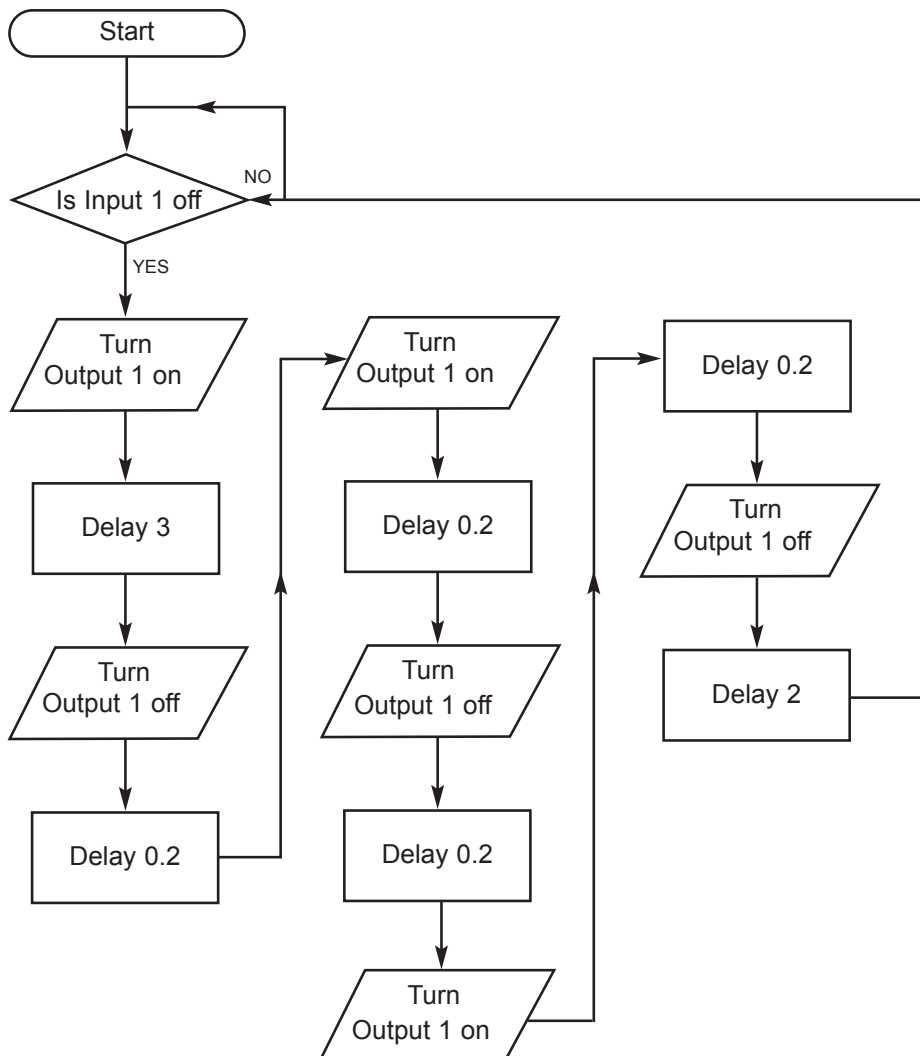 Start
NO
Is Input 1 off
YES
Turn
Output 1 on
Delay 3
Turn
Output 1 off
Delay 0.2
Turn
Output 1 on
Delay 0.2
Turn
Output 1 off
Delay 0.2
Turn
Output 1 on
Delay 0.2
Turn
Output 1 off
Delay 2